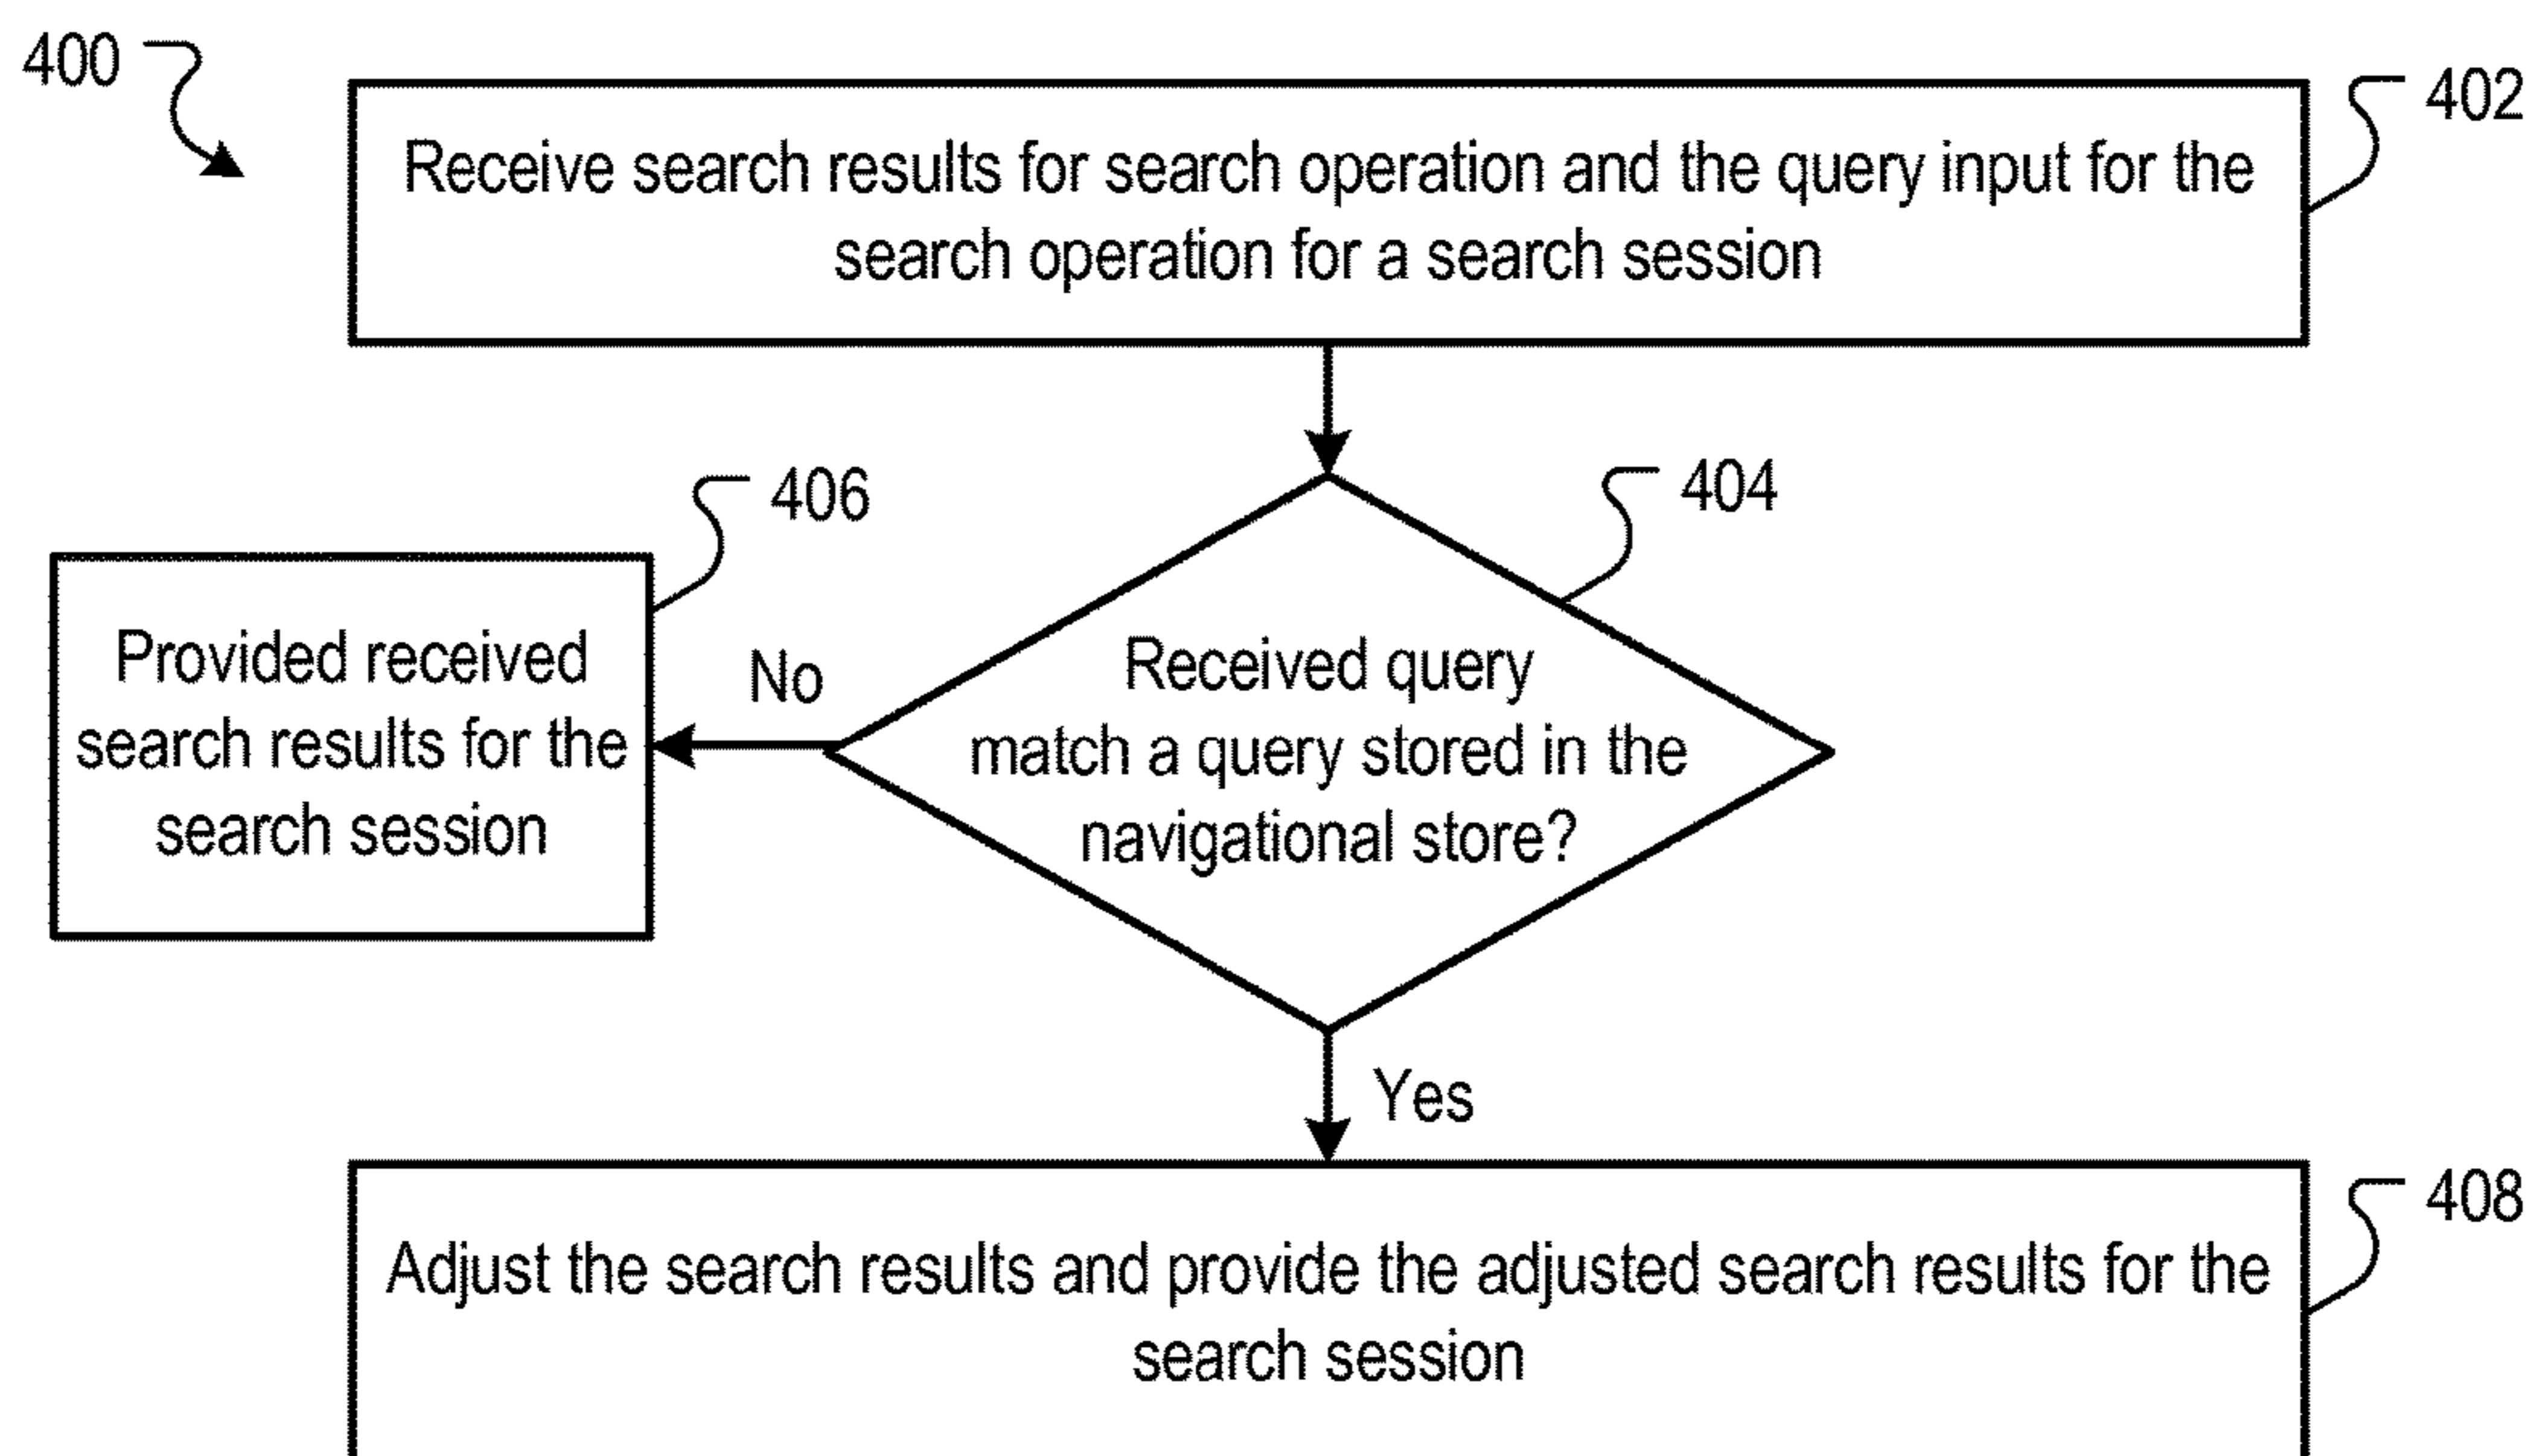 400
402
Receive search results for search operation and the query input for the
search operation for a search session
406
404
Provided received
search results for the
search session
No
Received query
match a query stored in the
navigational store?
Yes
408
Adjust the search results and provide the adjusted search results for the
search session